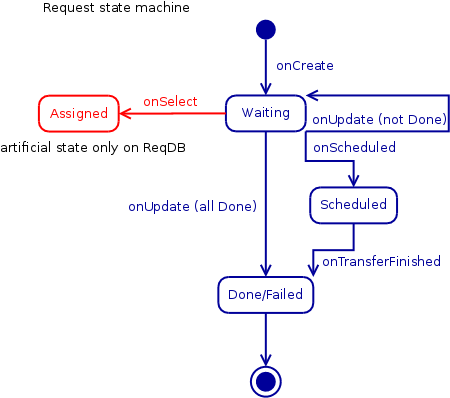 Request state machine
onCreate
onSelect
Assigned
Waiting
onUpdate (not Done)
artificial state only on ReqDB
onScheduled
Scheduled
onUpdate (all Done)
onTransferFinished
Done/Failed